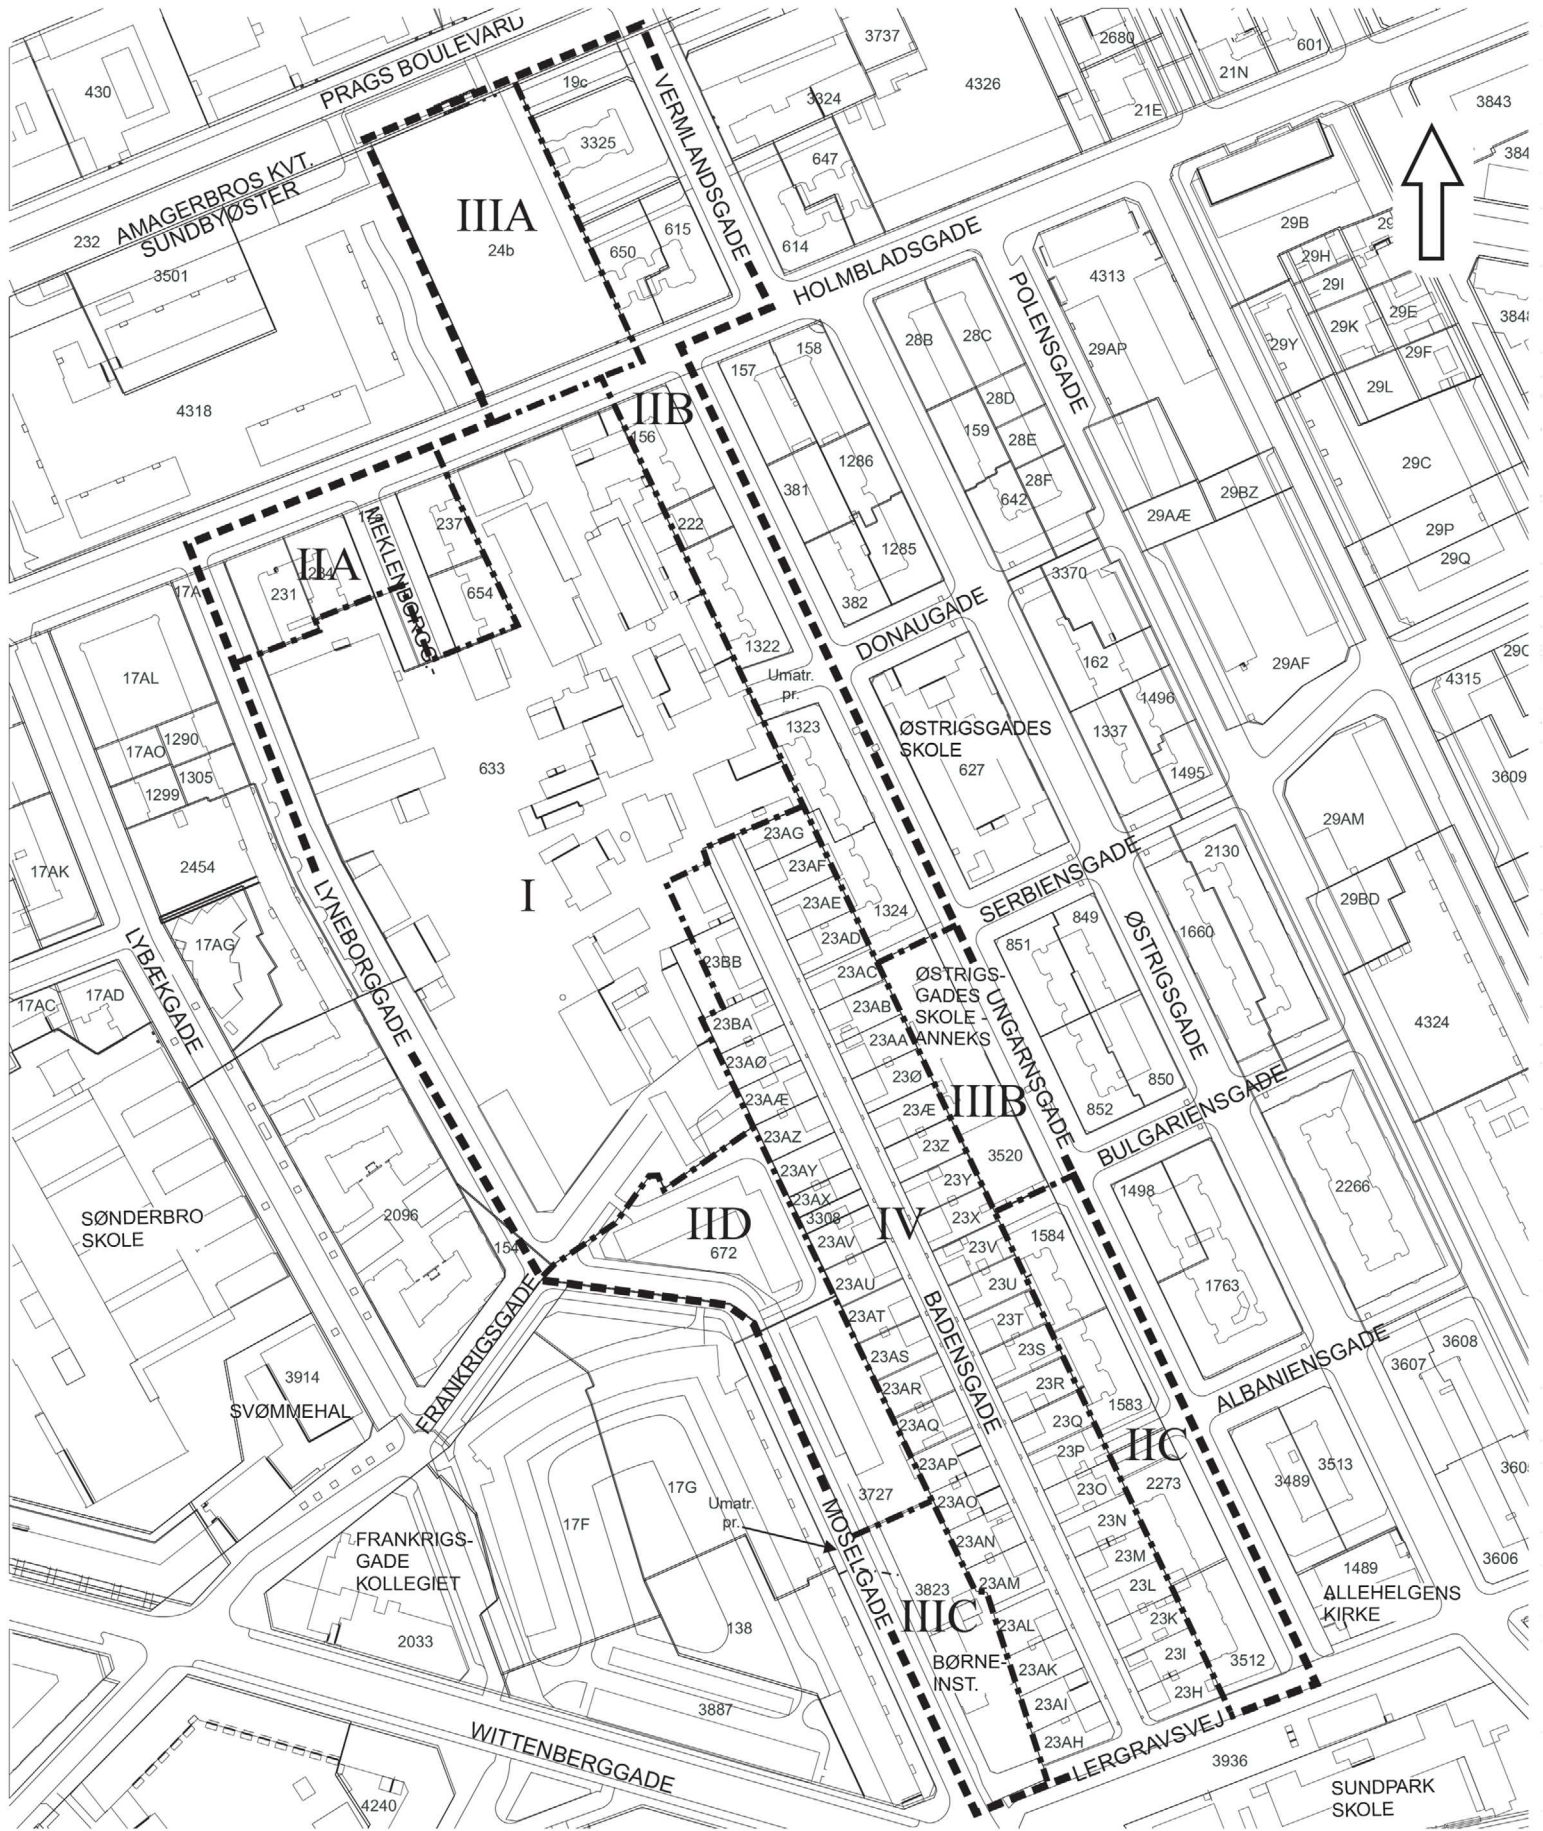 430
PRAGS BOULEVARD
19c
3325
VERMLANDSGADE
3737
3324
4326
2680
601
21N
21E
3843
AMAGERBROS KVT.
SUNDBYØSTER
232
3501
IIIA
24b
650
615
647
614
HOLMBLADSGADE
POLENSGADE
4313
29B
29H
29I
29K
29E
29F
29Y
29L
4318
IIB
156
157
158
28B
28C
28D
159
28E
28F
642
29AP
29C
381
1286
29AÆ
29BZ
29P
29Q
IIA
231
MEKLENBORGG.
237
654
222
1285
382
1322
DONAUGADE
3370
162
29AF
4315
17AL
17AO
1290
1305
1299
Umatr.
pr.
1323
ØSTRIGSGADES
SKOLE
627
1337
1496
1495
3609
633
17AK
2454
I
23AG
23AF
23AE
23AD
1324
SERBIENSGADE
2130
29AM
29BD
LYNEBORGGADE
LYBÆKGADE
17AG
17AC
17AD
23BB
23BA
23AØ
23AÆ
23AZ
23AY
23AX
3308
23AV
23AU
23AT
23AS
23AR
23AQ
23AP
23AO
23AN
23AM
23AL
23AK
23AI
23AH
23AC
23AB
23AA
23Ø
23Æ
23Z
23Y
23X
23V
23U
23T
23S
23R
23Q
23P
23O
23N
23M
23L
23K
23I
23H
ØSTRIGS-
GADES
SKOLE -
ANNEKS
UNGARNSGADE
851
849
852
850
ØSTRIGSGADE
1660
4324
IIIB
3520
BULGARIENSGADE
SØNDERBRO
SKOLE
2096
IID
672
IV
BADENSGADE
1584
1583
1498
1763
2266
ALBANIENSGADE
3608
3607
3914
SVØMMEHAL
FRANKRIGSGADE
IIC
2273
3489
3513
1489
3606
ALLEHELGENS
KIRKE
17G
17F
Umatr.
pr.
3727
MOSELGADE
FRANKRIGS-
GADE
KOLLEGIET
2033
138
3887
3823
IIIC
BØRNE-
INST.
3512
WITTENBERGGADE
LERGRAVSVEJ
3936
4240
SUNDPARK
SKOLE